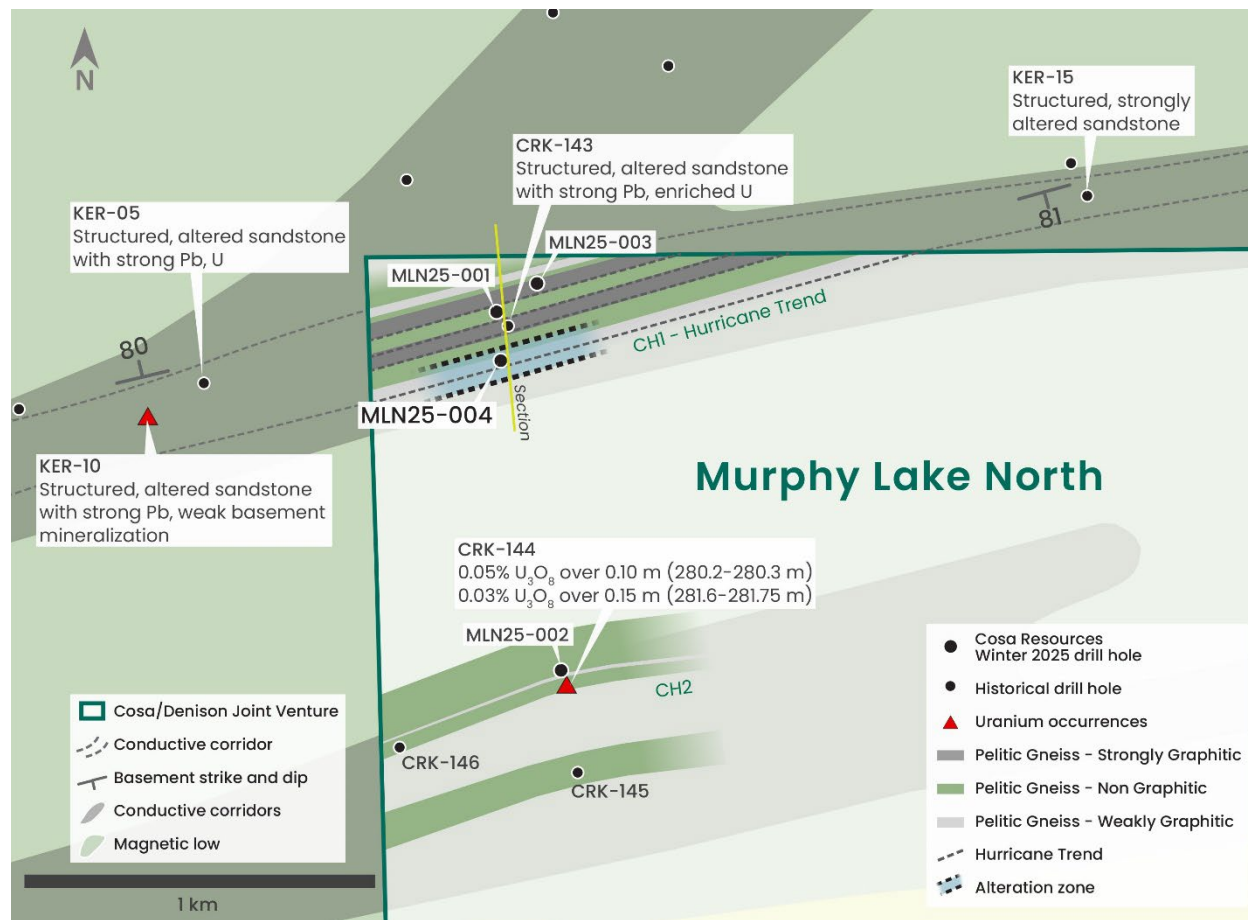 N
KER-15
Structured, strongly
altered sandstone
CRK-143
Structured, altered sandstone
with strong Pb, enriched U
KER-05
Structured, altered sandstone
with strong Pb, U
MLN25-003
MLN25-001
81
80
CH1 - Hurricane Trend
MLN25-004
Section
KER-10
Structured, altered sandstone
with strong Pb, weak basement
mineralization
Murphy Lake North
CRK-144
0.05% U₃O₈ over 0.10 m (280.2-280.3 m)
0.03% U₃O₈ over 0.15 m (281.6-281.75 m)
MLN25-002
CH2
CRK-146
CRK-145
Cosa/Denison Joint Venture
Conductive corridor
Basement strike and dip
Conductive corridors
Magnetic low
1 km
Cosa Resources
Winter 2025 drill hole
Historical drill hole
Uranium occurrences
Pelitic Gneiss - Strongly Graphitic
Pelitic Gneiss - Non Graphitic
Pelitic Gneiss - Weakly Graphitic
Hurricane Trend
Alteration zone